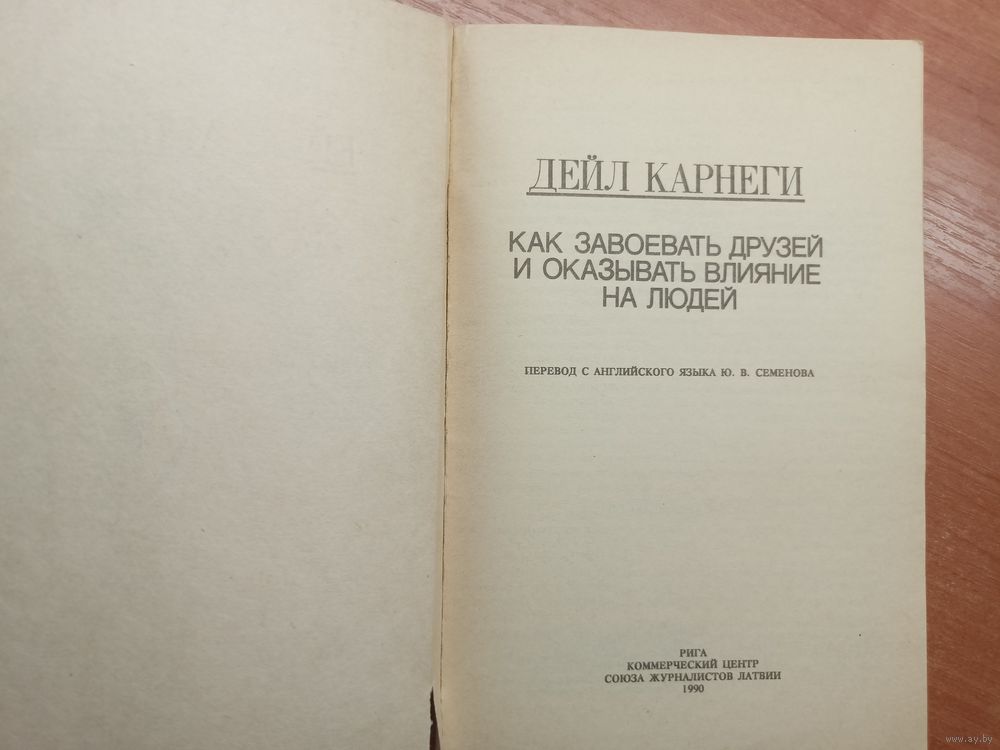 ДЕЙЛ КАРНЕГИ
КАК ЗАВОЕВАТЬ ДРУЗЕЙ
И ОКАЗЫВАТЬ ВЛИЯНИЕ
НА ЛЮДЕЙ
ПЕРЕВОД С АНГЛИЙСКОГО ЯЗЫКА Ю. В. СЕМЕНОВА
РИГА
КОММЕРЧЕСКИЙ ЦЕНТР
СОЮЗА ЖУРНАЛИСТОВ ЛАТВИИ
1990
www.ay.by